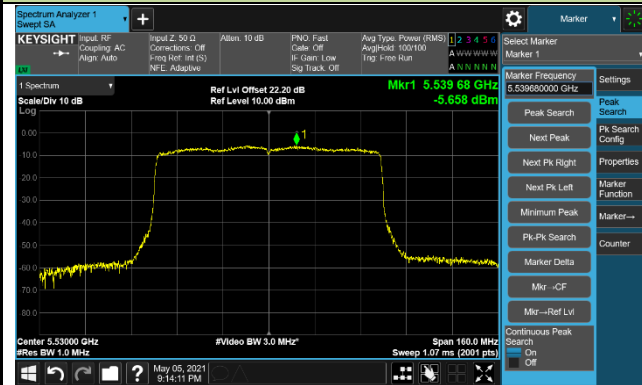 Spectrum Analyzer 1
Swept SA
Marker
KEYSIGHT
Input: RF
Coupling: AC
Align: Auto
Input Z: 50 Ω
Corrections: Off
Freq Ref: Int (S)
NFE: Adaptive
Atten: 10 dB
PNO: Fast
Gate: Off
IF Gain: Low
Sig Track: Off
Avg Type: Power (RMS)
Avg|Hold: 100/100
Trig: Free Run
1 2 3 4 5 6
A W W W W W
A N N N N N
Select Marker
Marker 1
1 Spectrum
Scale/Div 10 dB
Log
Ref Lvl Offset 22.20 dB
Ref Level 10.00 dBm
Mkr1 5.539 68 GHz
-5.658 dBm
0.00
-10.0
-20.0
-30.0
-40.0
-50.0
-60.0
-70.0
-80.0
1
Center 5.53000 GHz
#Res BW 1.0 MHz
#Video BW 3.0 MHz*
Span 160.0 MHz
Sweep 1.07 ms (2001 pts)
Marker Frequency
5.539680000 GHz
Peak Search
Next Peak
Next Pk Right
Next Pk Left
Minimum Peak
Pk-Pk Search
Marker Delta
Mkr→CF
Mkr→Ref Lvl
Continuous Peak
Search
On
Off
Settings
Peak
Search
Pk Search
Config
Properties
Marker
Function
Marker→
Counter
May 05, 2021
9:14:11 PM